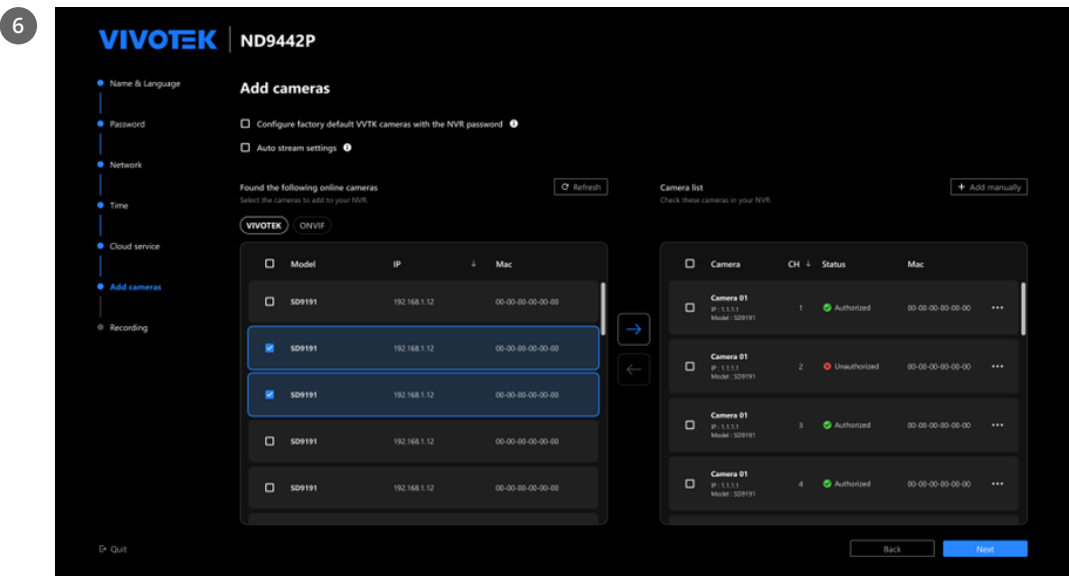 6
VIVOTEK | ND9442P
Name & Language
Password
Network
Time
Cloud service
Add cameras
Recording
Add cameras
Configure factory default VVTK cameras with the NVR password
Auto stream settings
Found the following online cameras
Select the cameras to add to your NVR.
Refresh
VIVOTEK ONVIF
Model IP Mac
SD9191 192.168.1.12 00-00-00-00-00-00
SD9191 192.168.1.12 00-00-00-00-00-00
SD9191 192.168.1.12 00-00-00-00-00-00
SD9191 192.168.1.12 00-00-00-00-00-00
SD9191 192.168.1.12 00-00-00-00-00-00
Camera list
Check these cameras in your NVR.
+ Add manually
Camera CH Status Mac
Camera 01
IP : 1.1.1.1
Model : SD9191
1 Authorized 00-00-00-00-00-00
Camera 01
IP : 1.1.1.1
Model : SD9191
2 Unauthorized 00-00-00-00-00-00
Camera 01
IP : 1.1.1.1
Model : SD9191
3 Authorized 00-00-00-00-00-00
Camera 01
IP : 1.1.1.1
Model : SD9191
4 Authorized 00-00-00-00-00-00
Quit
Back
Next